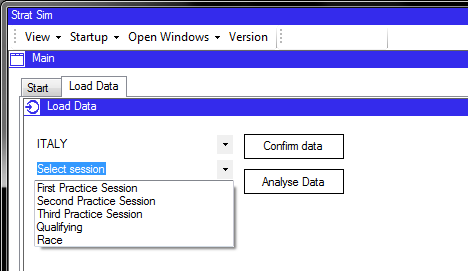 Strat Sim
View Startup Open Windows Version
Main
Start Load Data
Load Data
ITALY
Confirm data
Select session
Analyse Data
First Practice Session
Second Practice Session
Third Practice Session
Qualifying
Race